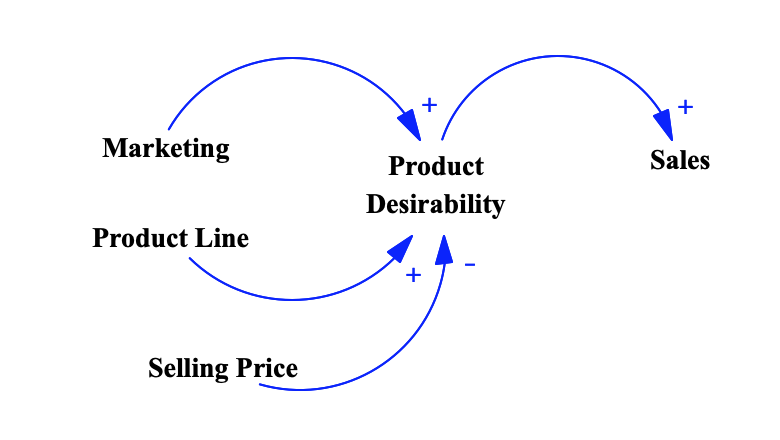 +
+
Marketing
Product
Desirability
Sales
Product Line
+
-
Selling Price